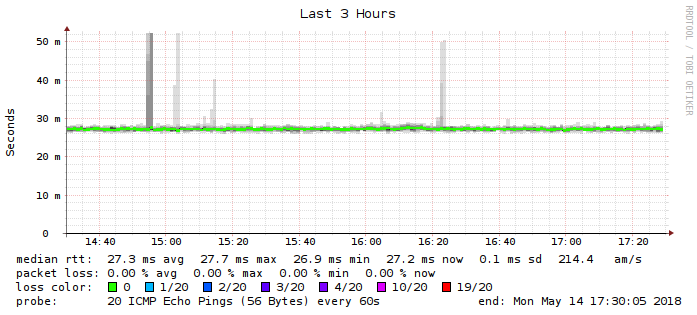 Last 3 Hours
RRDTOOL / TOBI OETIKER
Seconds
50 m
40 m
30 m
20 m
10 m
0
14:40 15:00 15:20 15:40 16:00 16:20 16:40 17:00 17:20
median rtt: 27.3 ms avg 27.7 ms max 26.9 ms min 27.2 ms now 0.1 ms sd 214.4 am/s
packet loss: 0.00 % avg 0.00 % max 0.00 % min 0.00 % now
loss color: 0 1/20 2/20 3/20 4/20 10/20 19/20
probe: 20 ICMP Echo Pings (56 Bytes) every 60s end: Mon May 14 17:30:05 2018